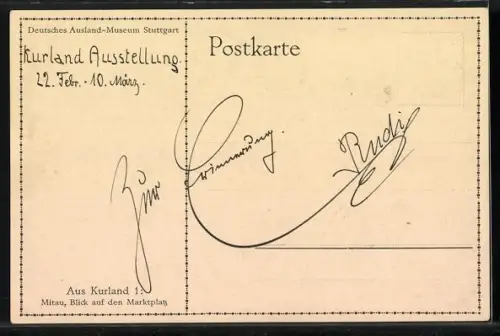 Deutsches Ausland-Museum Stuttgart
Kurland Ausstellung.
22. Febr. - 10. März.
Postkarte
Zur Erinnerung.
Rudi
Aus Kurland 1:
Mitau, Blick auf den Marktplatz